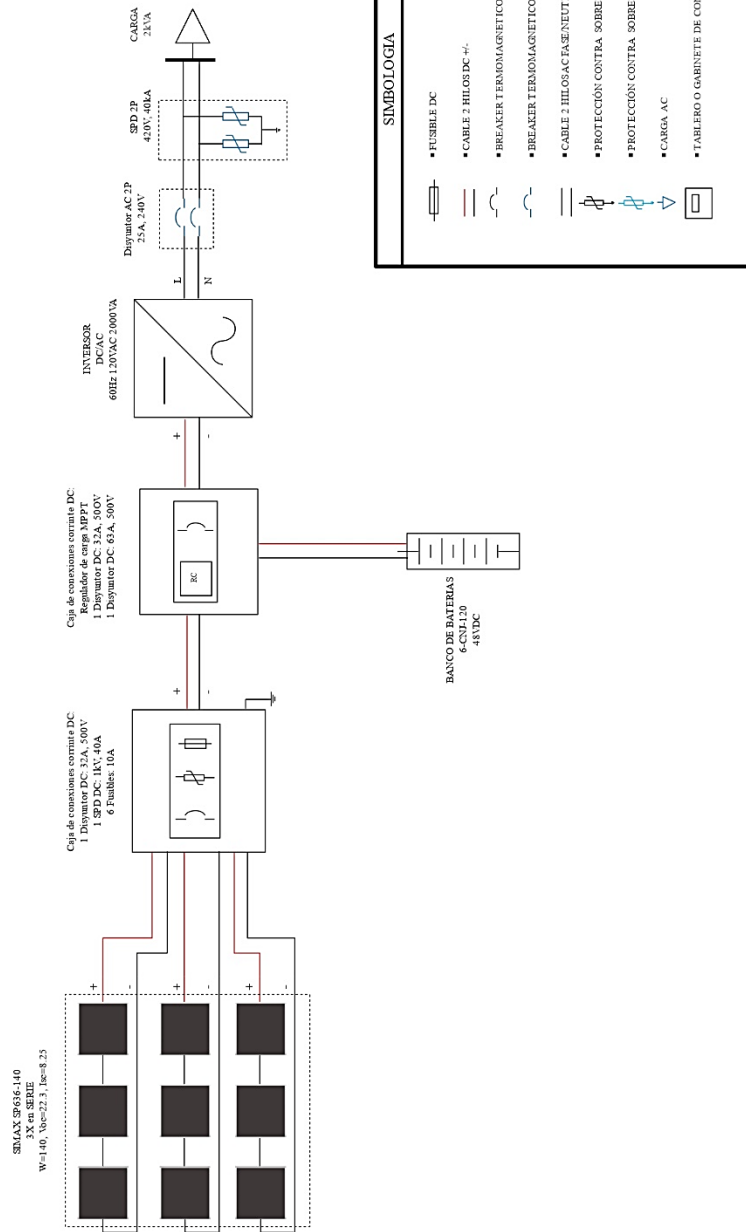 SIMAX SP636-140
3X en SERIE
W=140, Voc=22.3, Isc=8.25
+
-
+
-
+
-
Caja de conexiones corrinte DC:
1 Disyuntor DC: 32A, 500V
1 SPD DC: 1kV, 40A
6 Fusibles: 10A
+
-
Caja de conexiones corrinte DC:
Regulador de carga MPPT
1 Disyuntor DC: 32A, 500V
1 Disyuntor DC: 63A, 500V
RC
BANCO DE BATERIAS
6-CNJ-120
48VDC
+
-
INVERSOR
DC/AC
60Hz 120VAC 2000VA
L
N
Disyuntor AC 2P
25A, 240V
SPD 2P
420V, 40kA
CARGA
2kVA
SIMBOLOGIA
▪ FUSIBLE DC
▪ CABLE 2 HILOS DC +/-
▪ BREAKER TERMOMAGNETICO
▪ BREAKER TERMOMAGNETICO
▪ CABLE 2 HILOS AC FASE/NEUT
▪ PROTECCIÓN CONTRA SOBRE
▪ PROTECCIÓN CONTRA SOBRE
▪ CARGA AC
▪ TABLERO O GABINETE DE CON